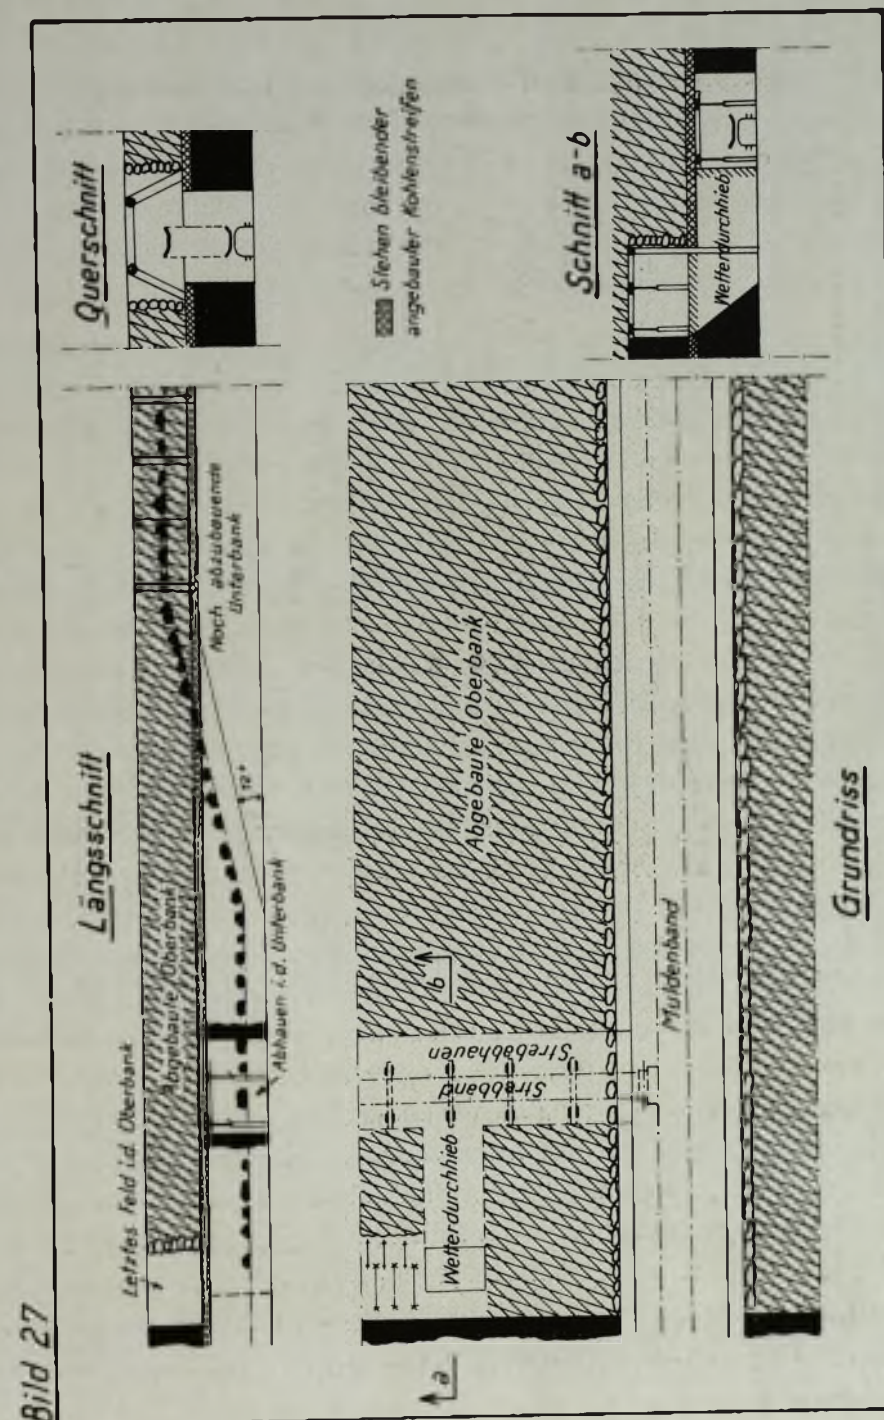 Bild 27
Längsschnitt
Letztes Feld i.d. Oberbank
Abgebaute Oberbank
Abhauen i.d. Unterbank
12°
Noch abzubauende
Unterbank
Querschnitt
Stehen bleibender
angebauter Kohlenstreifen
Schnitt a-b
Wetterdurchhieb
Abgebaute Oberbank
b
Strebabhauen
Strebband
Wetterdurchhieb
Muldenband
a
Grundriss